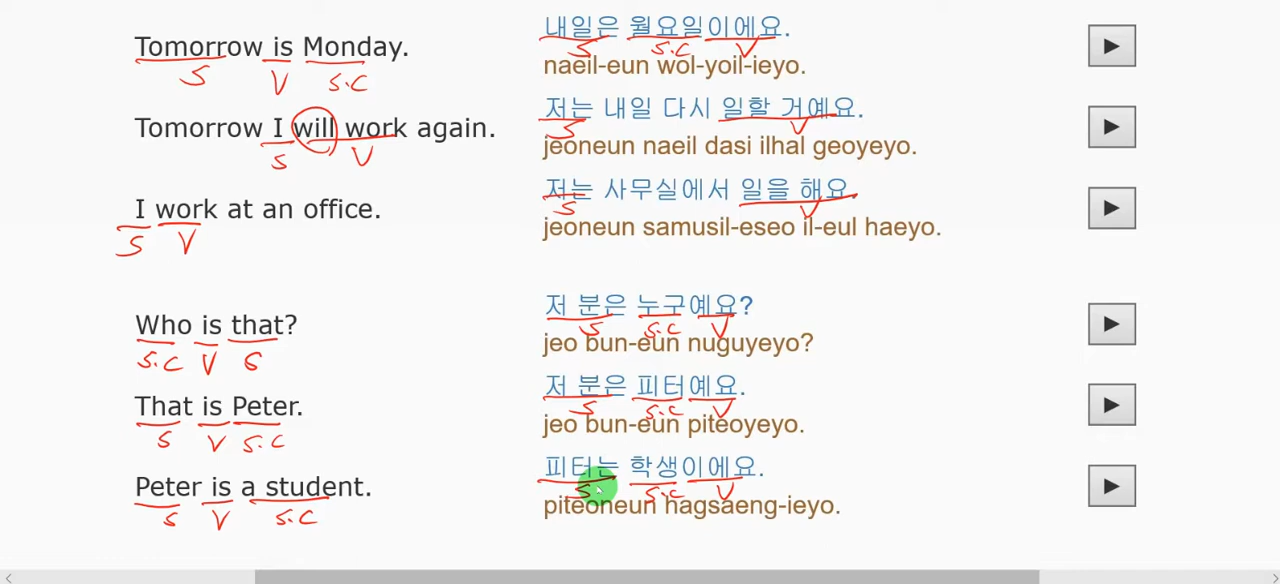 Tomorrow is Monday.
S V S.C
내일은 월요일이에요.
S S.C V
naeil-eun wol-yoil-ieyo.
Tomorrow I will work again.
S V
저는 내일 다시 일할 거예요.
S V
jeoneun naeil dasi ilhal geoyeyo.
I work at an office.
S V
저는 사무실에서 일을 해요.
S V
jeoneun samusil-eseo il-eul haeyo.
Who is that?
S.C V S
저 분은 누구예요?
S S.C V
jeo bun-eun nuguyeyo?
That is Peter.
S V S.C
저 분은 피터예요.
S S.C V
jeo bun-eun piteoyeyo.
Peter is a student.
S V S.C
피터는 학생이에요.
S S.C V
piteoneun hagsaeng-ieyo.